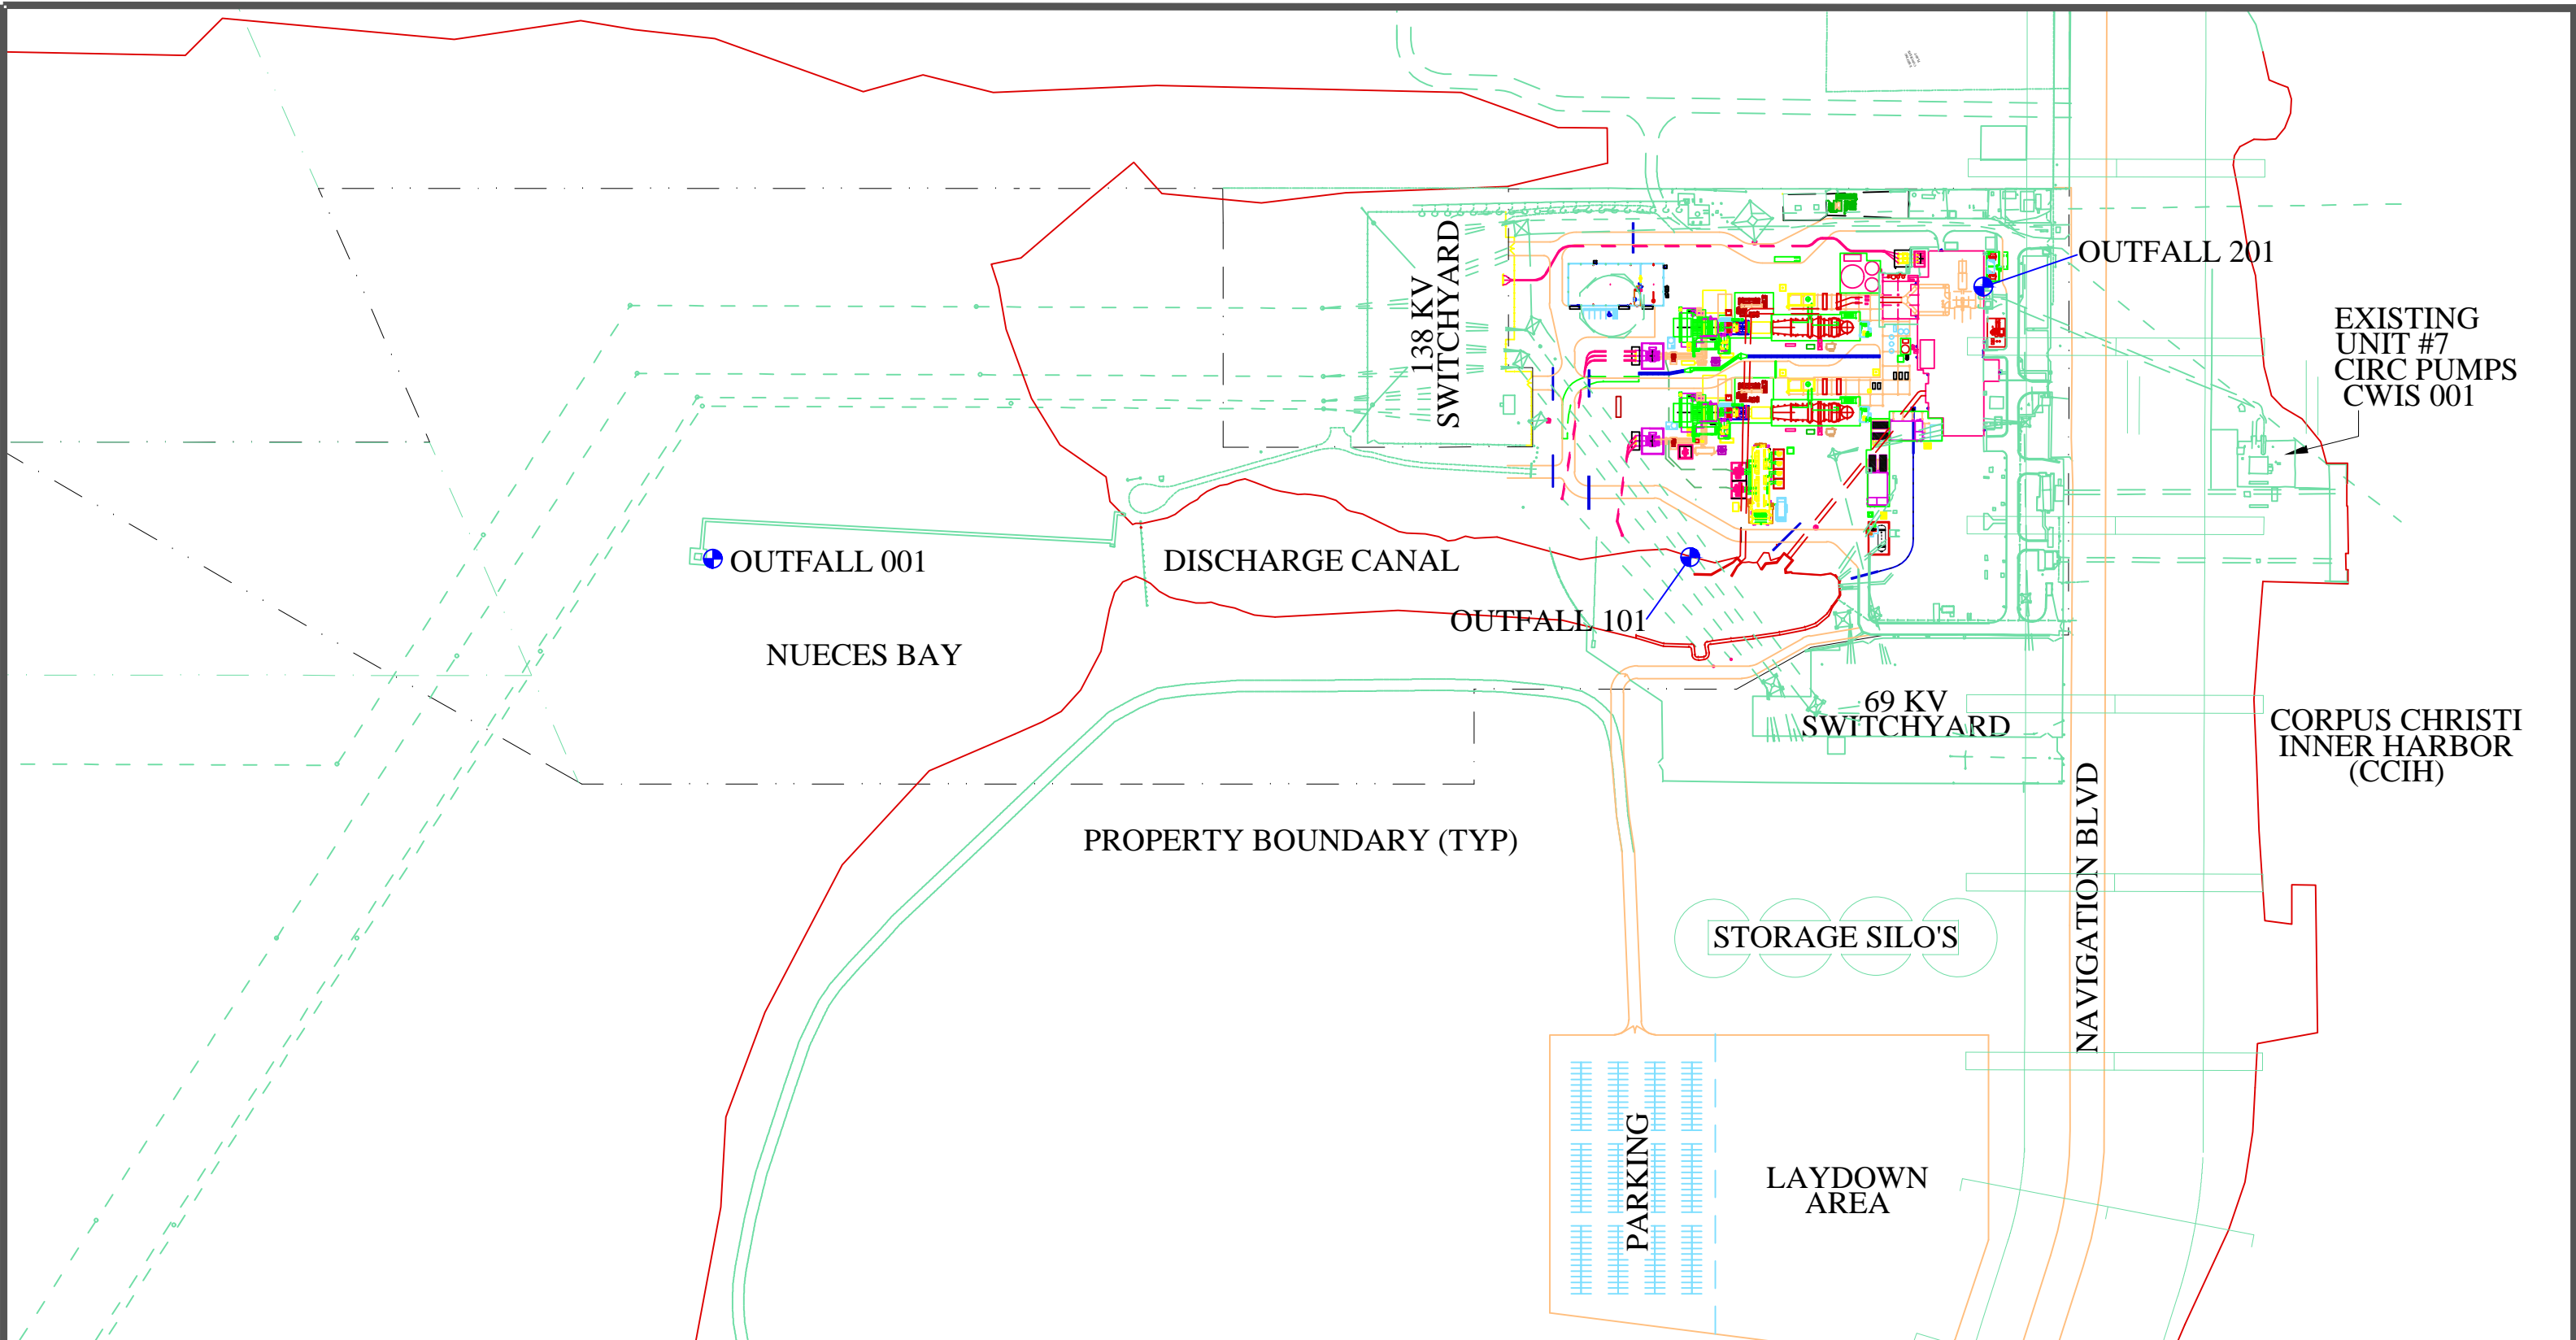 OUTFALL 201
138 KV
SWITCHYARD
EXISTING
UNIT #7
CIRC PUMPS
CWIS 001
OUTFALL 001
DISCHARGE CANAL
OUTFALL 101
NUECES BAY
69 KV
SWITCHYARD
CORPUS CHRISTI
INNER HARBOR
(CCIH)
PROPERTY BOUNDARY (TYP)
NAVIGATION BLVD
STORAGE SILO'S
PARKING
LAYDOWN
AREA